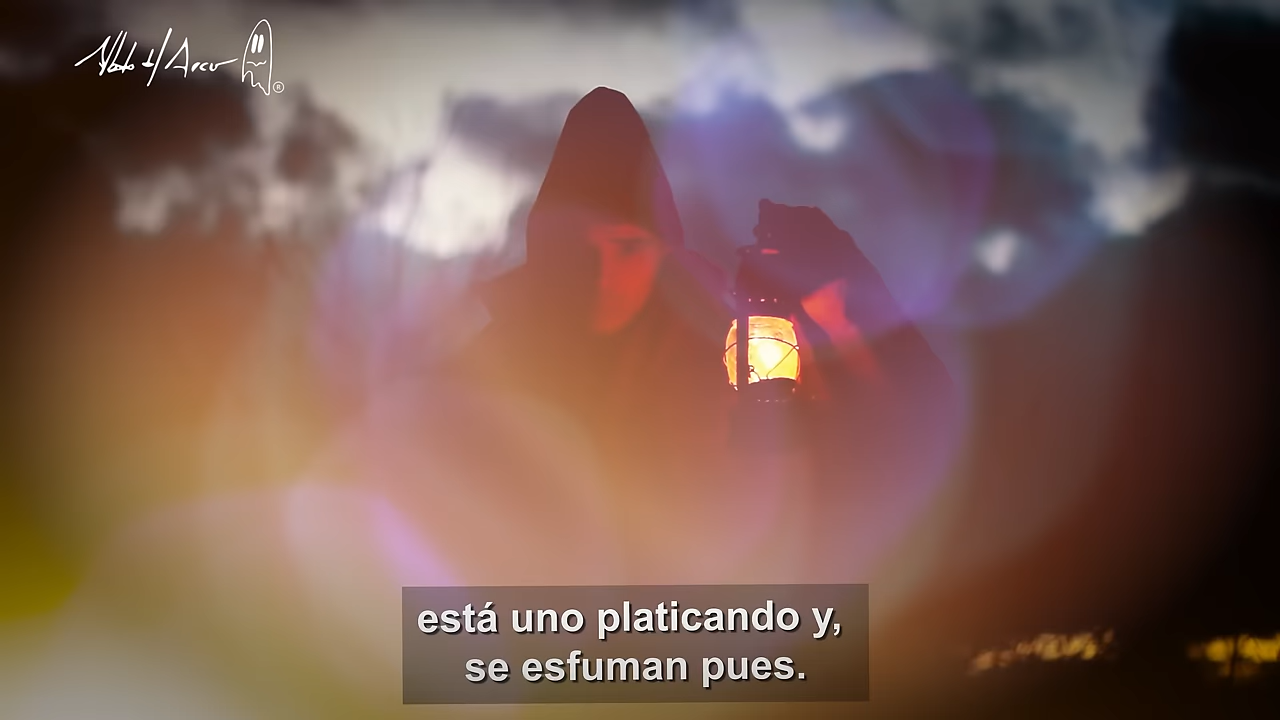 está uno platicando y,
se esfuman pues.